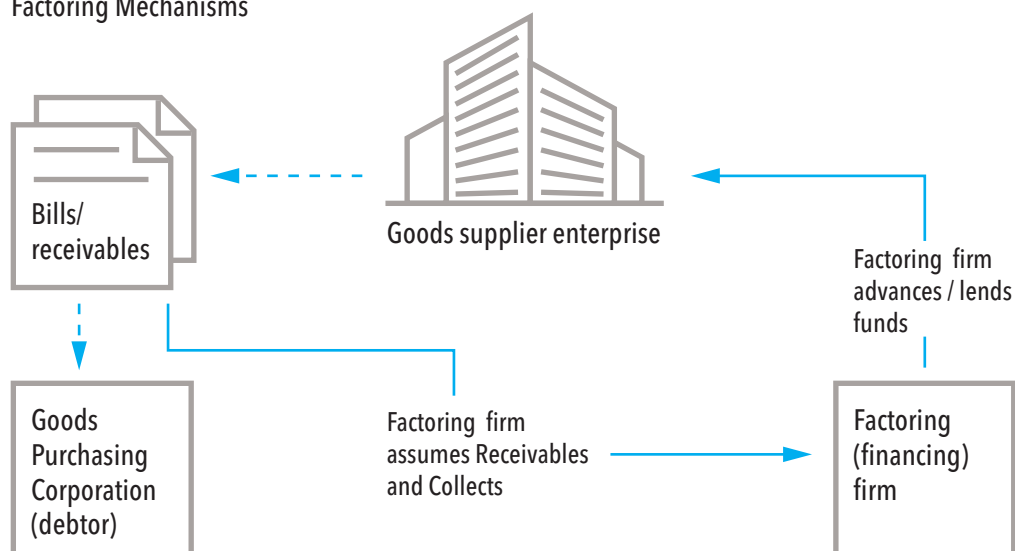 Factoring Mechanisms
Bills/
receivables
Goods supplier enterprise
Factoring firm
advances / lends
funds
Goods
Purchasing
Corporation
(debtor)
Factoring firm
assumes Receivables
and Collects
Factoring
(financing)
firm